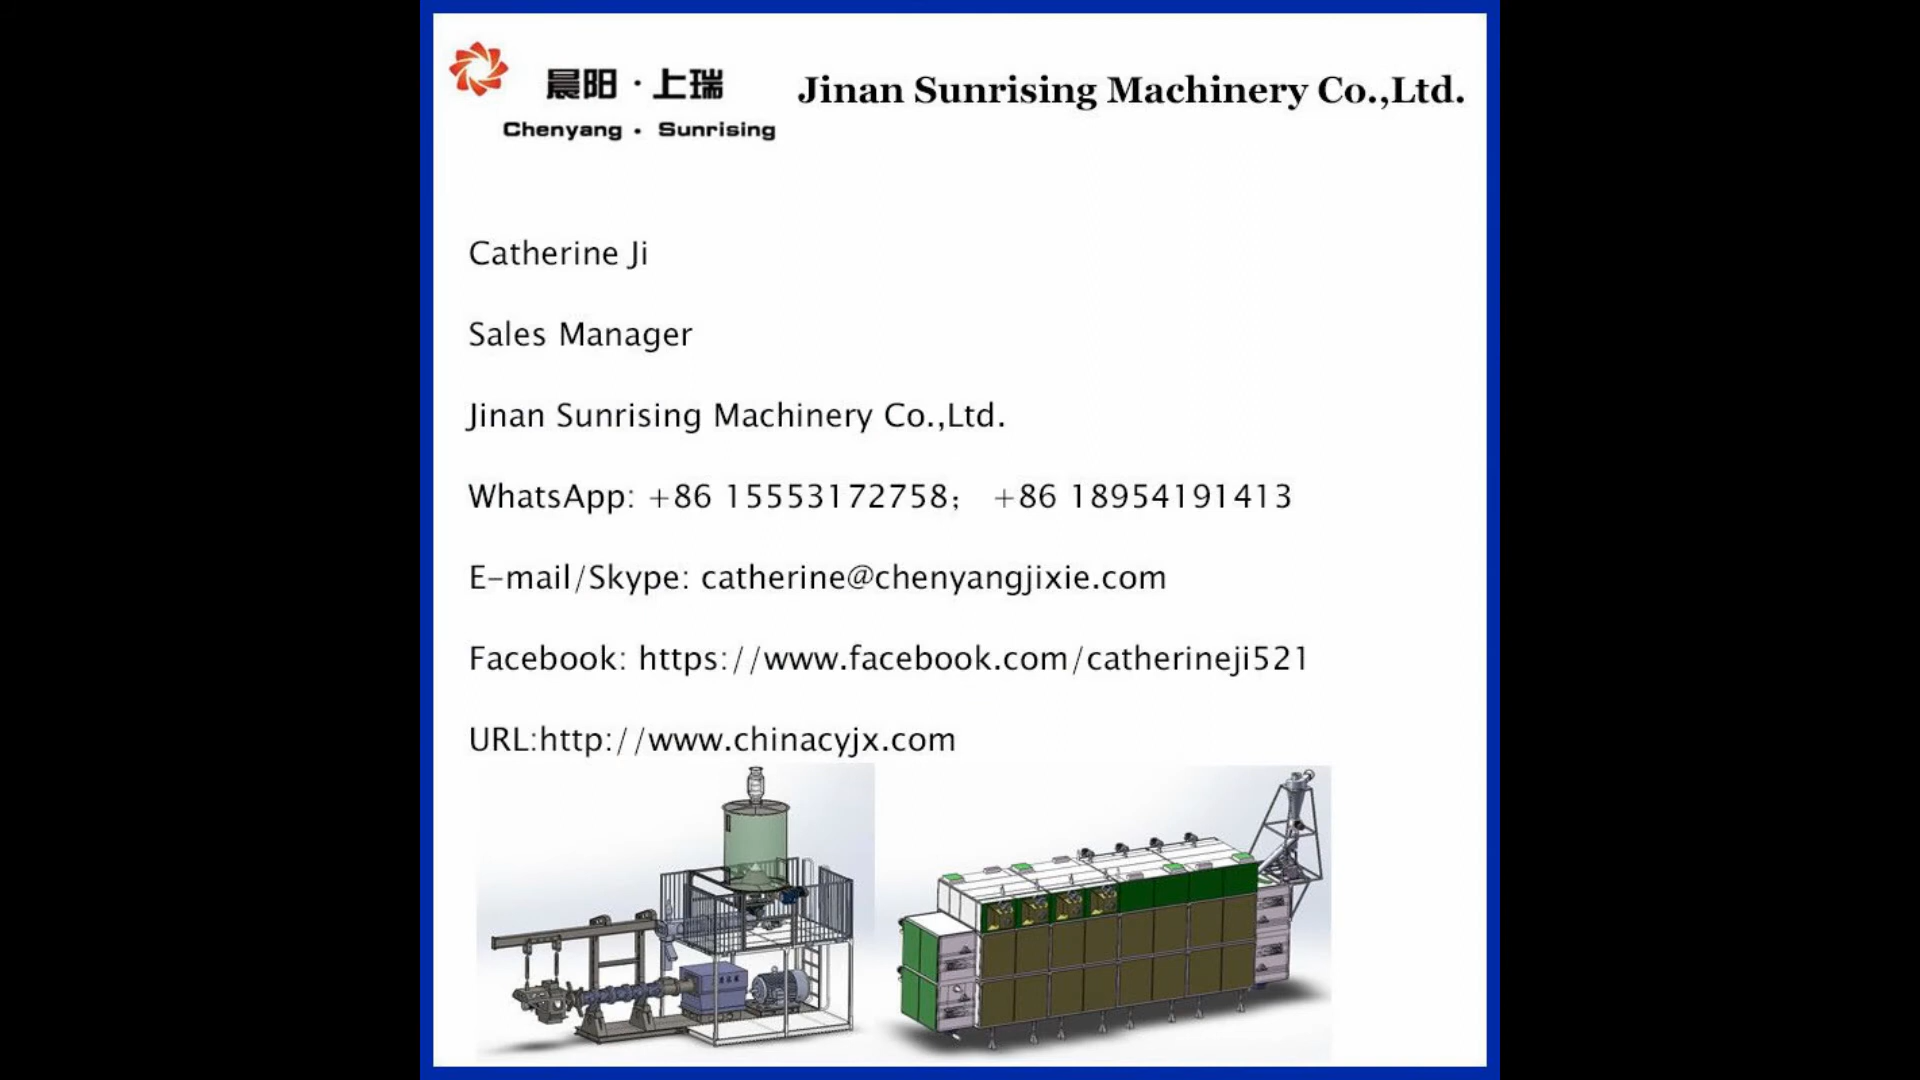 晨阳·上瑞
Chenyang · Sunrising
Jinan Sunrising Machinery Co.,Ltd.
Catherine Ji
Sales Manager
Jinan Sunrising Machinery Co.,Ltd.
WhatsApp: +86 15553172758; +86 18954191413
E-mail/Skype: catherine@chenyangjixie.com
Facebook: https://www.facebook.com/catherineji521
URL:http://www.chinacyjx.com